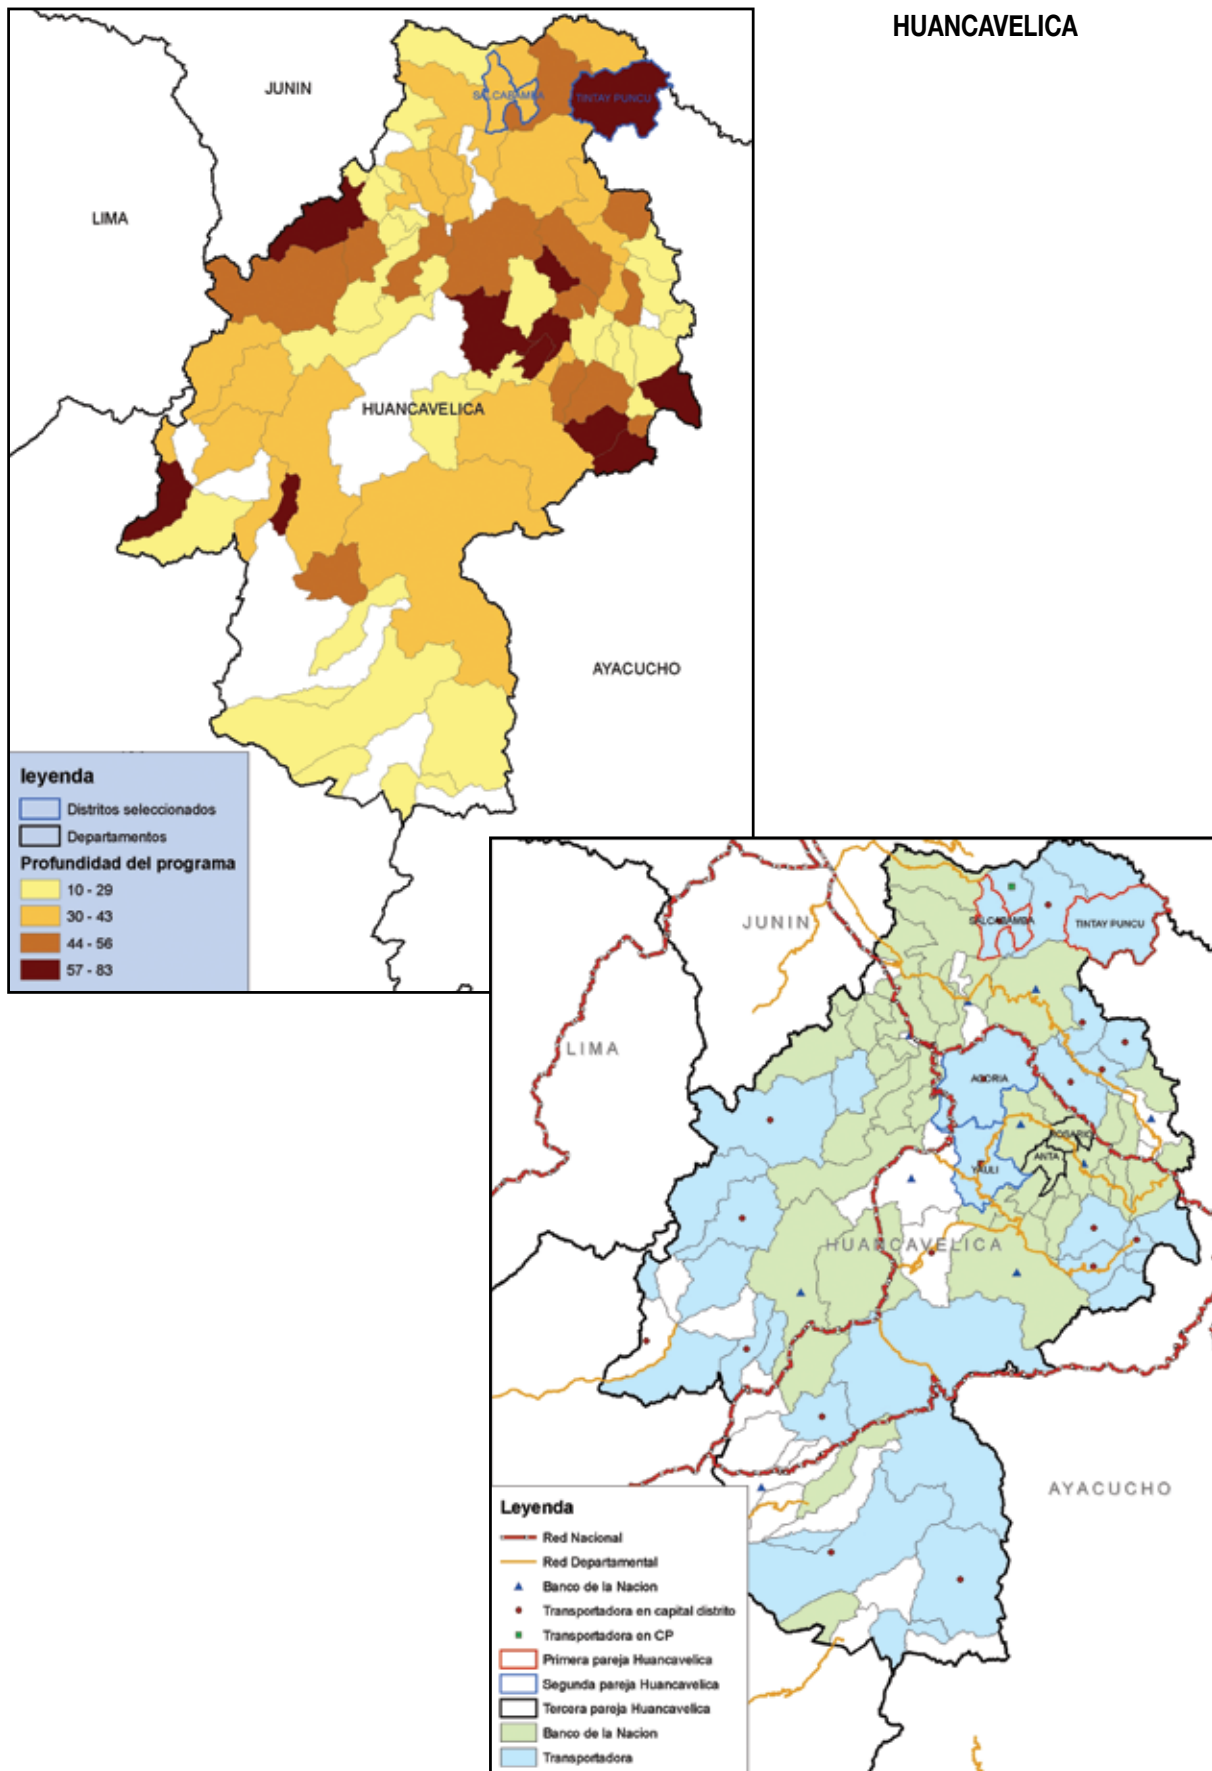 HUANCAVELICA
JUNIN
SALCABAMBA
TINTAY PUNCU
LIMA
HUANCAVELICA
AYACUCHO
leyenda
Distritos seleccionados
Departamentos
Profundidad del programa
10 - 29
30 - 43
44 - 56
57 - 83
JUNIN
SALCABAMBA
TINTAY PUNCU
LIMA
ACORIA
ROSARIO
ANTA
YAULI
HUANCAVELICA
AYACUCHO
Leyenda
Red Nacional
Red Departamental
Banco de la Nacion
Transportadora en capital distrito
Transportadora en CP
Primera pareja Huancavelica
Segunda pareja Huancavelica
Tercera pareja Huancavelica
Banco de la Nacion
Transportadora